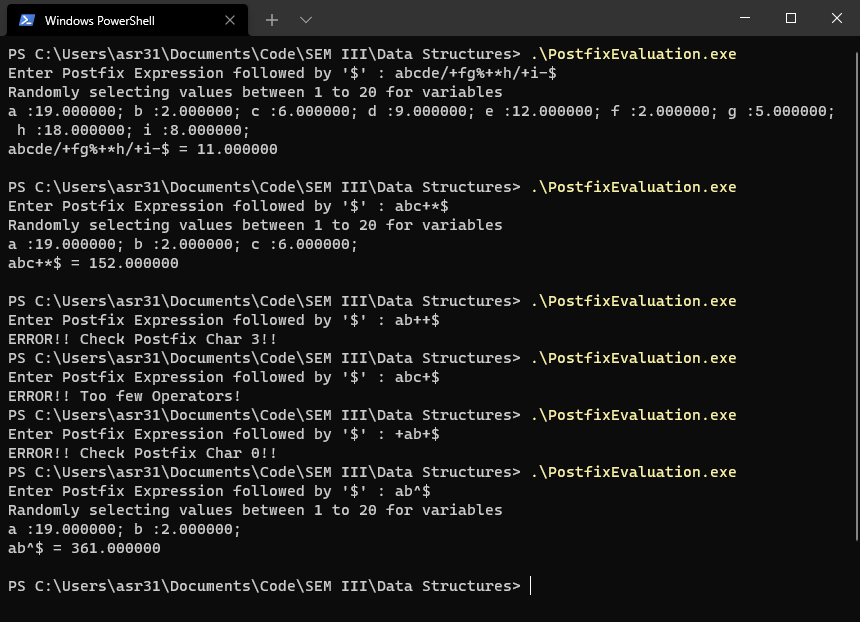 Windows PowerShell
PS C:\Users\asr31\Documents\Code\SEM III\Data Structures> .\PostfixEvaluation.exe
Enter Postfix Expression followed by '$' : abcde/+fg%+*h/+i-$
Randomly selecting values between 1 to 20 for variables
a :19.000000; b :2.000000; c :6.000000; d :9.000000; e :12.000000; f :2.000000; g :5.000000;
 h :18.000000; i :8.000000;
abcde/+fg%+*h/+i-$ = 11.000000
PS C:\Users\asr31\Documents\Code\SEM III\Data Structures> .\PostfixEvaluation.exe
Enter Postfix Expression followed by '$' : abc+*$
Randomly selecting values between 1 to 20 for variables
a :19.000000; b :2.000000; c :6.000000;
abc+*$ = 152.000000
PS C:\Users\asr31\Documents\Code\SEM III\Data Structures> .\PostfixEvaluation.exe
Enter Postfix Expression followed by '$' : ab++$
ERROR!! Check Postfix Char 3!!
PS C:\Users\asr31\Documents\Code\SEM III\Data Structures> .\PostfixEvaluation.exe
Enter Postfix Expression followed by '$' : abc+$
ERROR!! Too few Operators!
PS C:\Users\asr31\Documents\Code\SEM III\Data Structures> .\PostfixEvaluation.exe
Enter Postfix Expression followed by '$' : +ab+$
ERROR!! Check Postfix Char 0!!
PS C:\Users\asr31\Documents\Code\SEM III\Data Structures> .\PostfixEvaluation.exe
Enter Postfix Expression followed by '$' : ab^$
Randomly selecting values between 1 to 20 for variables
a :19.000000; b :2.000000;
ab^$ = 361.000000
PS C:\Users\asr31\Documents\Code\SEM III\Data Structures>